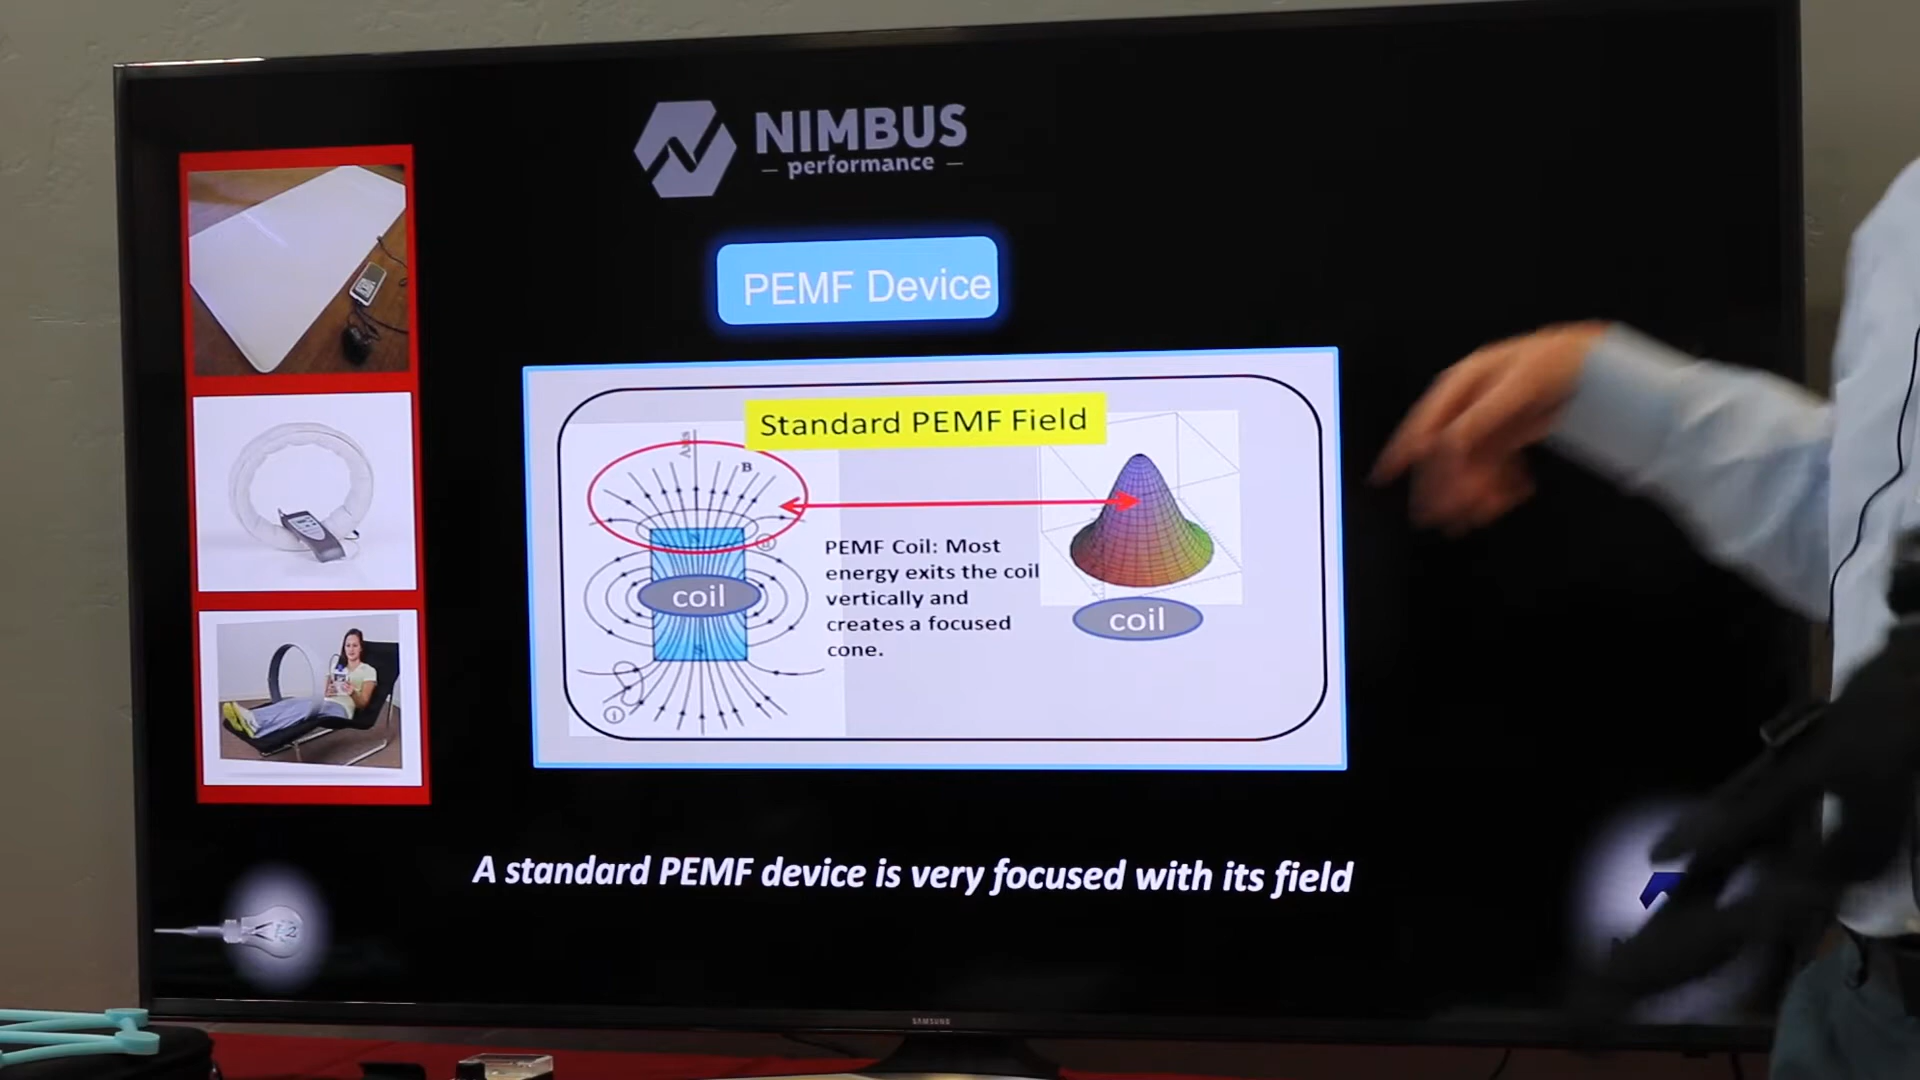 NIMBUS
— performance —
PEMF Device
Standard PEMF Field
B
PEMF Coil: Most
energy exits the coil
vertically and
creates a focused
cone.
coil
coil
A standard PEMF device is very focused with its field
SAMSUNG